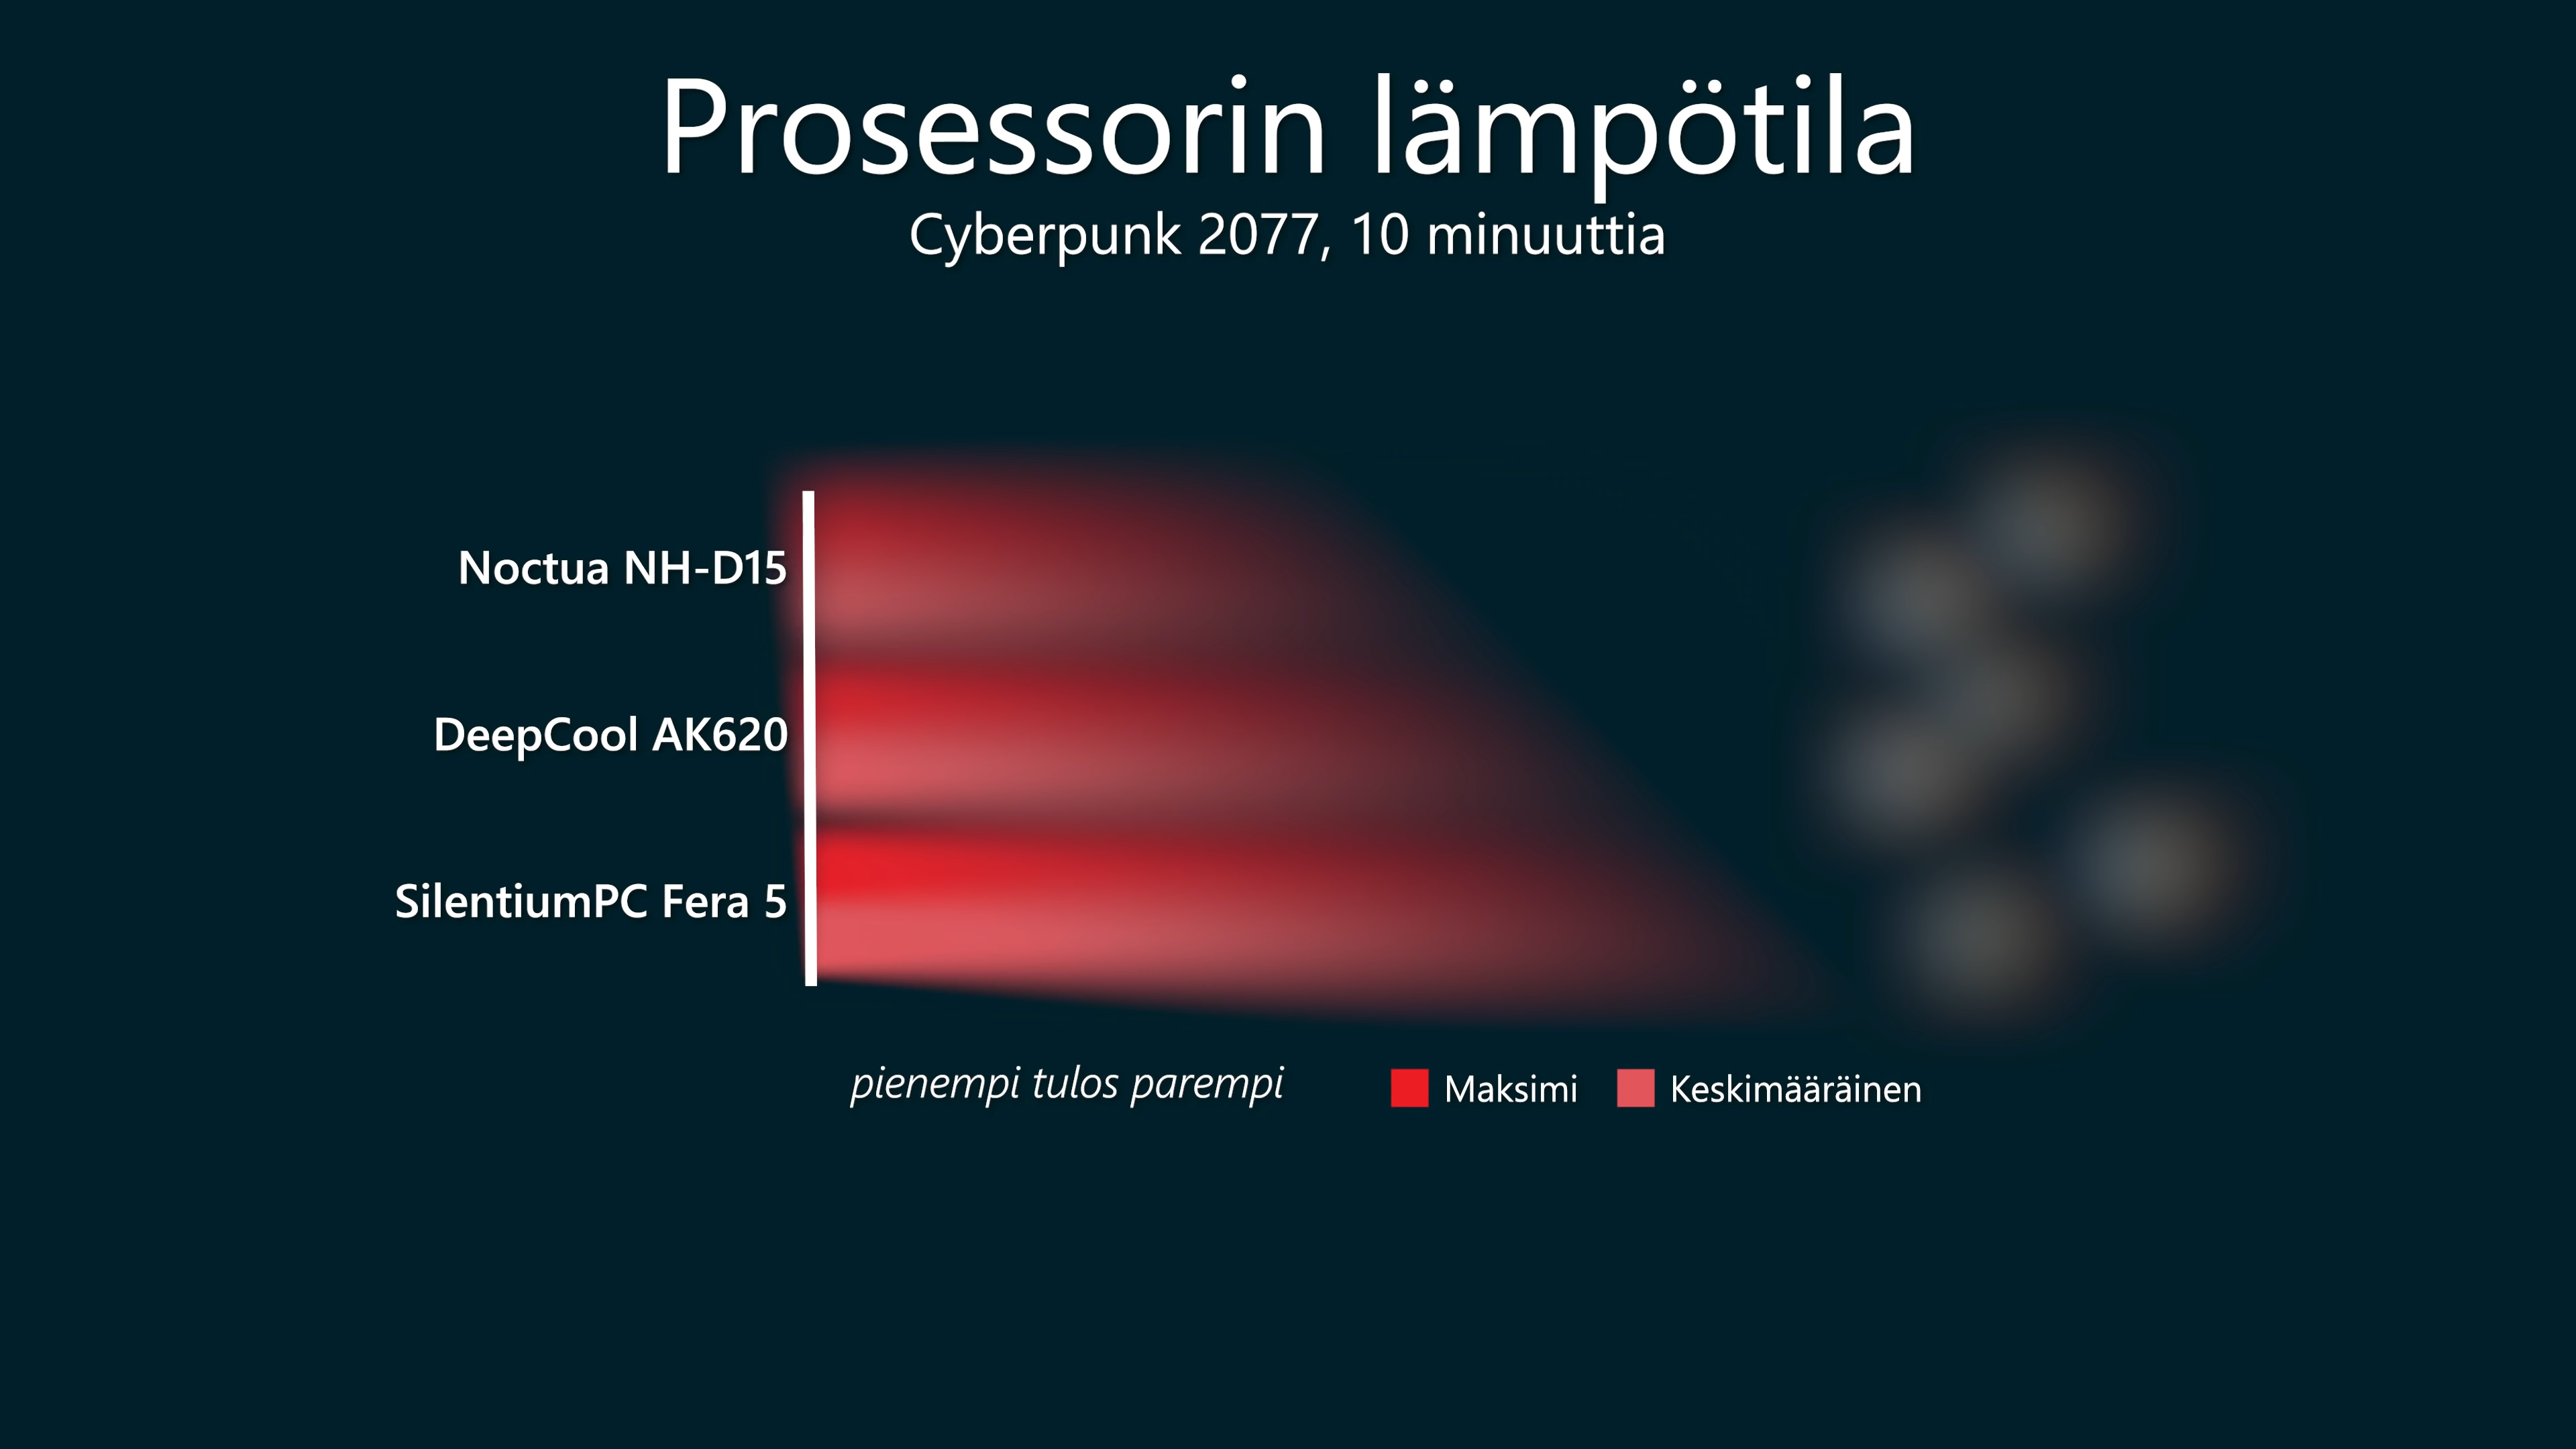 Prosessorin lämpötila
Cyberpunk 2077, 10 minuuttia
Noctua NH-D15
DeepCool AK620
SilentiumPC Fera 5
pienempi tulos parempi
Maksimi
Keskimääräinen